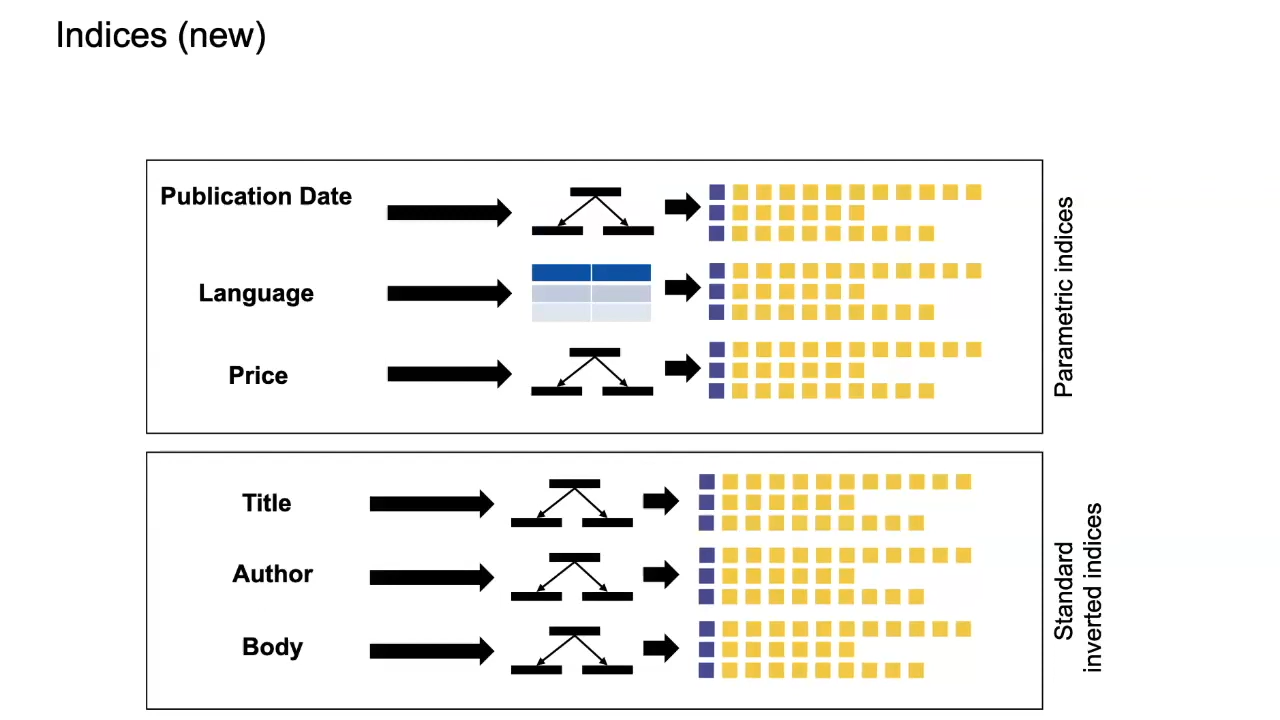 Indices (new)
Publication Date
Language
Price
Parametric indices
Title
Author
Body
Standard
inverted indices